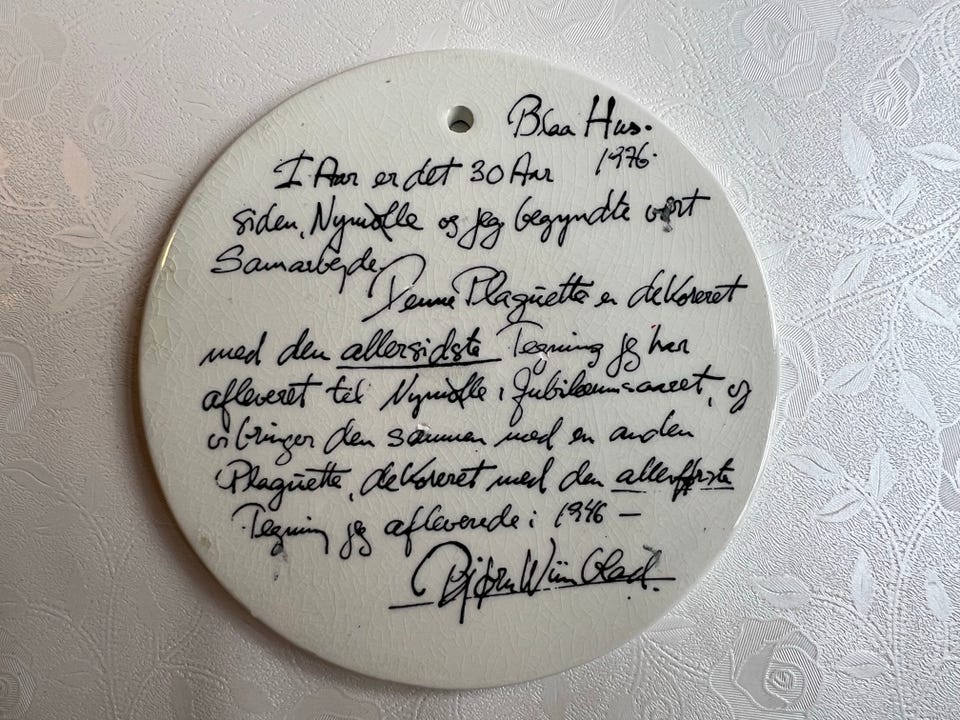 Blaa Hus.
1976.
I Aar er det 30 Aar
siden, Nymølle og jeg begyndte vort
Samarbejde.
Denne Plaquette er dekoreret
med den allersidste Tegning jeg har
afleveret til Nymølle i Jubilæumsaaret, og
vi bringer den sammen med en anden
Plaquette, dekoreret med den allerførste
Tegning jeg afleverede i 1946 —
Bjørn Wiinblad.